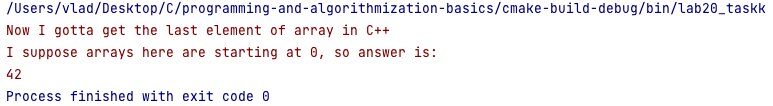 /Users/vlad/Desktop/C/programming-and-algorithmization-basics/cmake-build-debug/bin/lab20_taskk
Now I gotta get the last element of array in C++
I suppose arrays here are starting at 0, so answer is:
42
Process finished with exit code 0